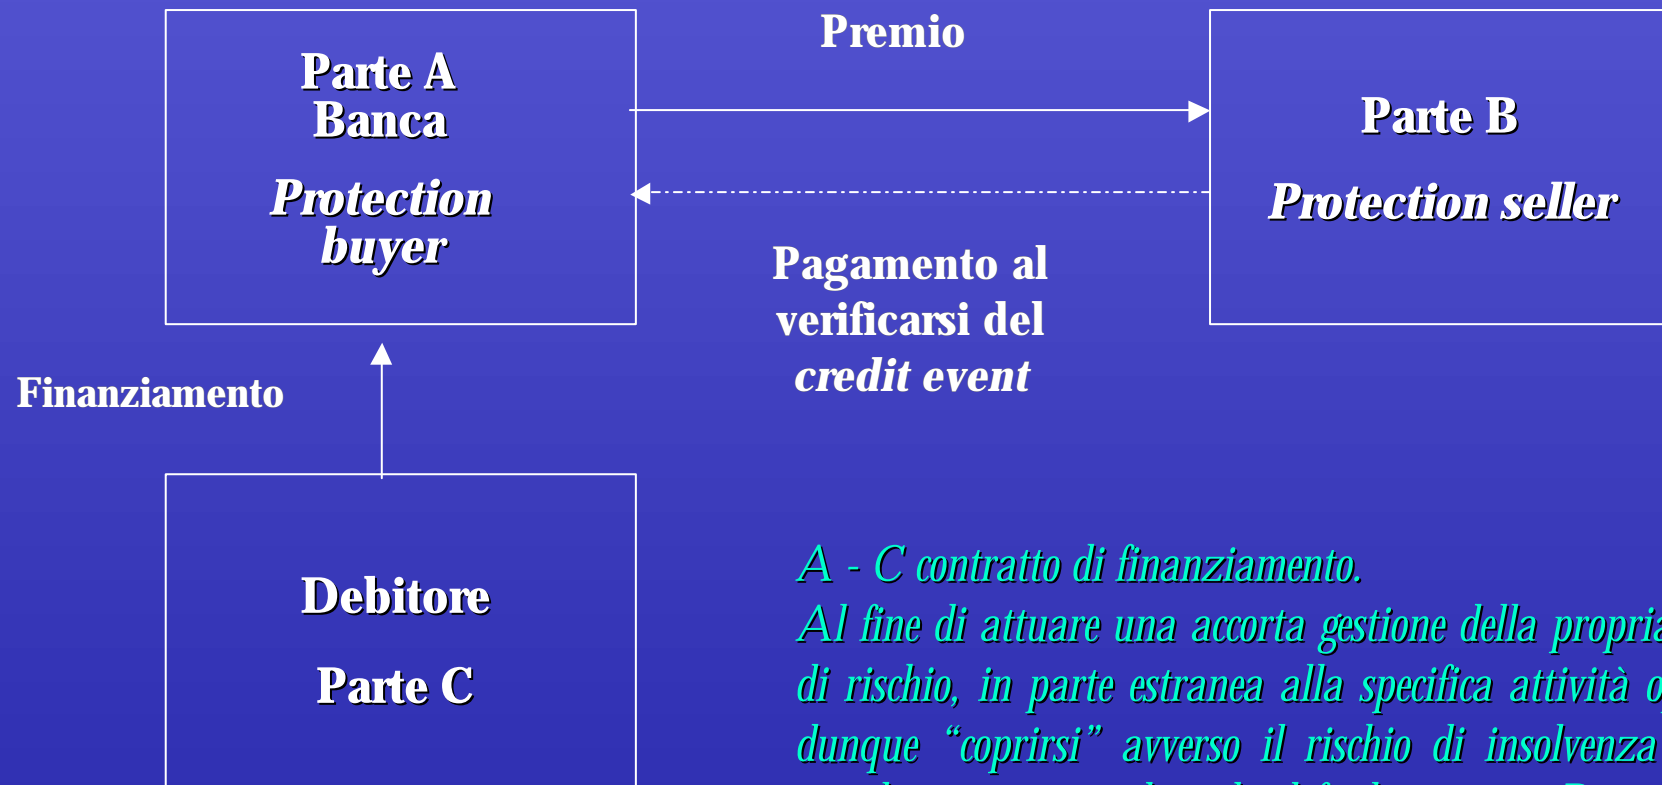 Premio
Parte A
Banca
Protection
buyer
Parte B
Protection seller
Pagamento al
verificarsi del
credit event
Finanziamento
Debitore
Parte C
A - C contratto di finanziamento.
Al fine di attuare una accorta gestione della propria
di rischio, in parte estranea alla specifica attività
dunque “coprirsi” avverso il rischio di insolvenza